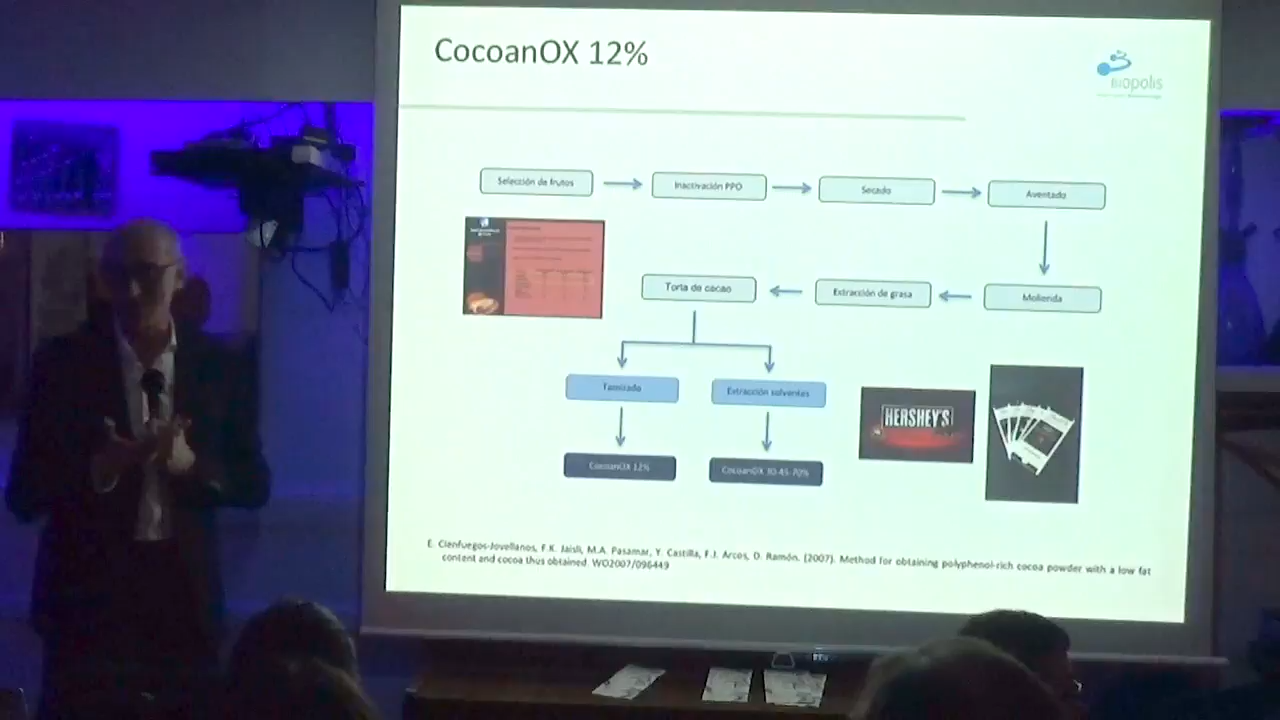 CocoanOX 12%
Biopolis
Selección de frutos
Inactivación PPO
Secado
Aventado
Torta de cacao
Extracción de grasa
Molienda
Tamizado
Extracción solventes
HERSHEY'S
CocoanOX 12%
CocoanOX 30-45-70%
E. Cienfuegos-Jovellanos, F.K. Jaisli, M.A. Pasamar, Y. Castilla, F.J. Arcos, D. Ramón. (2007). Method for obtaining polyphenol-rich cocoa powder with a low fat
content and cocoa thus obtained. WO2007/096449